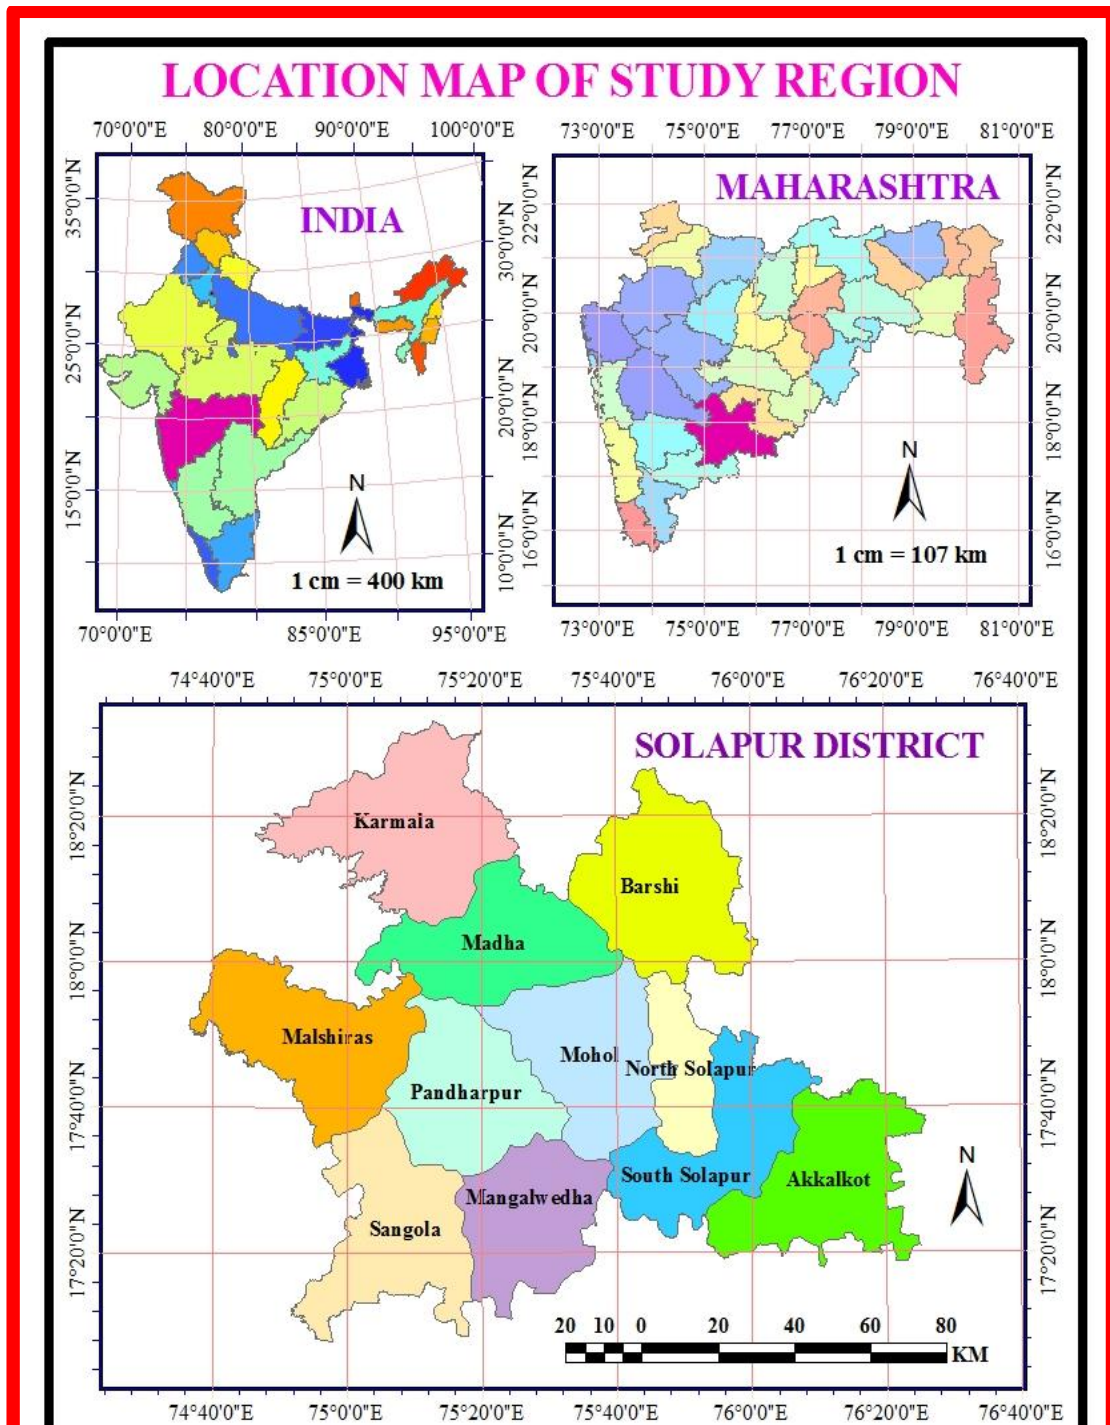 LOCATION MAP OF STUDY REGION
70°0'0"E 80°0'0"E 90°0'0"E 100°0'0"E
INDIA
35°0'0"N
25°0'0"N
15°0'0"N
30°0'0"N
20°0'0"N
10°0'0"N
N
1 cm = 400 km
70°0'0"E 85°0'0"E 95°0'0"E
73°0'0"E 75°0'0"E 77°0'0"E 79°0'0"E 81°0'0"E
MAHARASHTRA
22°0'0"N
20°0'0"N
18°0'0"N
16°0'0"N
22°0'0"N
20°0'0"N
18°0'0"N
16°0'0"N
N
1 cm = 107 km
73°0'0"E 75°0'0"E 77°0'0"E 79°0'0"E 81°0'0"E
74°40'0"E 75°0'0"E 75°20'0"E 75°40'0"E 76°0'0"E 76°20'0"E 76°40'0"E
SOLAPUR DISTRICT
18°20'0"N
18°0'0"N
17°40'0"N
17°20'0"N
18°20'0"N
18°0'0"N
17°40'0"N
17°20'0"N
Karmala
Barshi
Madha
Malshiras
Mohol
North Solapur
Pandharpur
South Solapur
Akkalkot
Mangalwedha
Sangola
N
20 10 0 20 40 60 80
KM
74°40'0"E 75°0'0"E 75°20'0"E 75°40'0"E 76°0'0"E 76°20'0"E 76°40'0"E